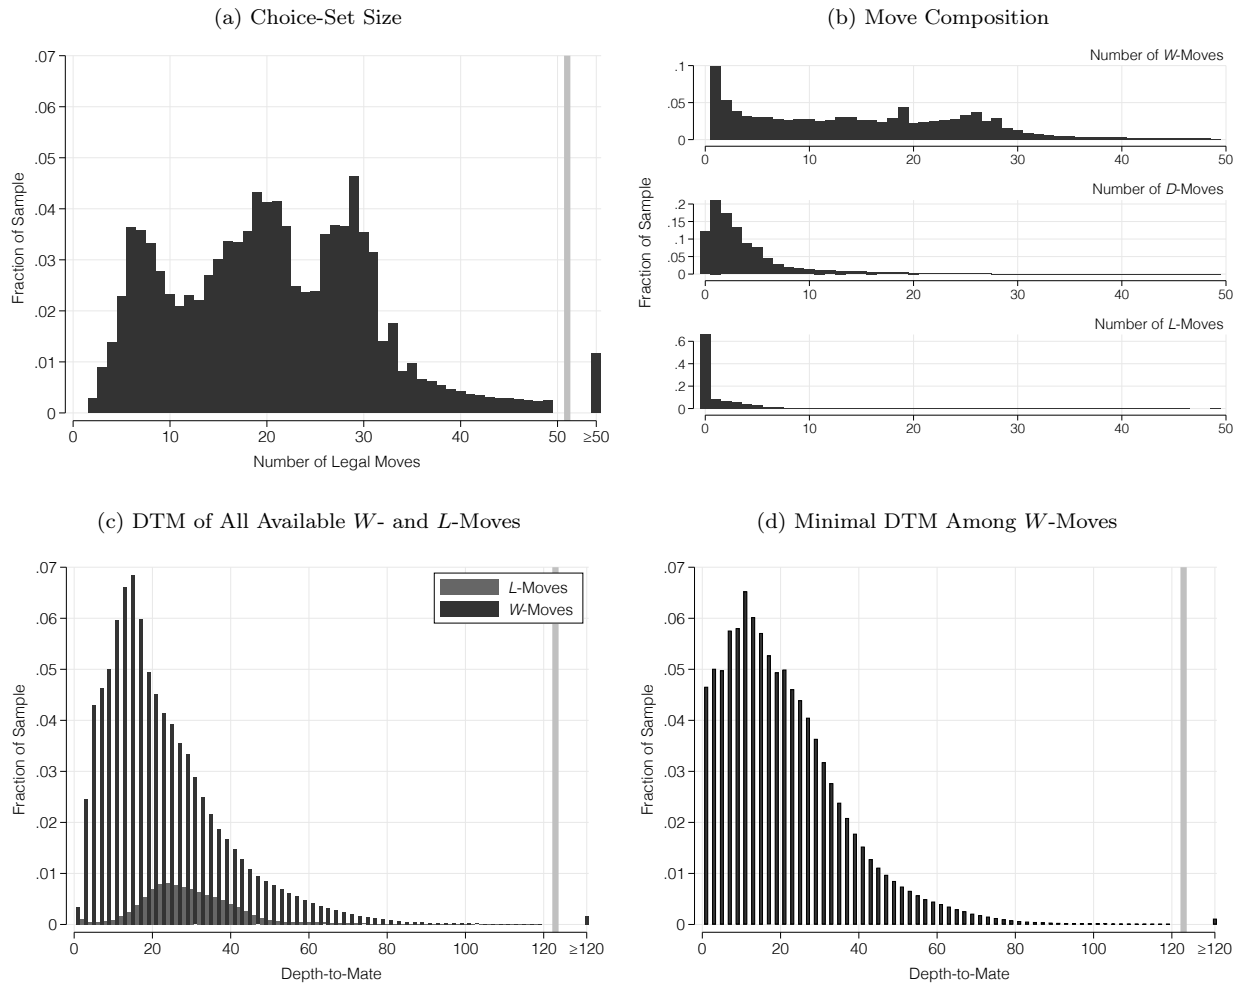 (a) Choice-Set Size
.07
.06
.05
.04
.03
.02
.01
0
Fraction of Sample
0 10 20 30 40 50 ≥50
Number of Legal Moves
(b) Move Composition
Number of W-Moves
.1
.05
0
0 10 20 30 40 50
Number of D-Moves
.2
.15
.1
.05
0
0 10 20 30 40 50
Number of L-Moves
.6
.4
.2
0
0 10 20 30 40 50
Fraction of Sample
(c) DTM of All Available W- and L-Moves
L-Moves
W-Moves
.07
.06
.05
.04
.03
.02
.01
0
Fraction of Sample
0 20 40 60 80 100 120 ≥120
Depth-to-Mate
(d) Minimal DTM Among W-Moves
.07
.06
.05
.04
.03
.02
.01
0
Fraction of Sample
0 20 40 60 80 100 120 ≥120
Depth-to-Mate